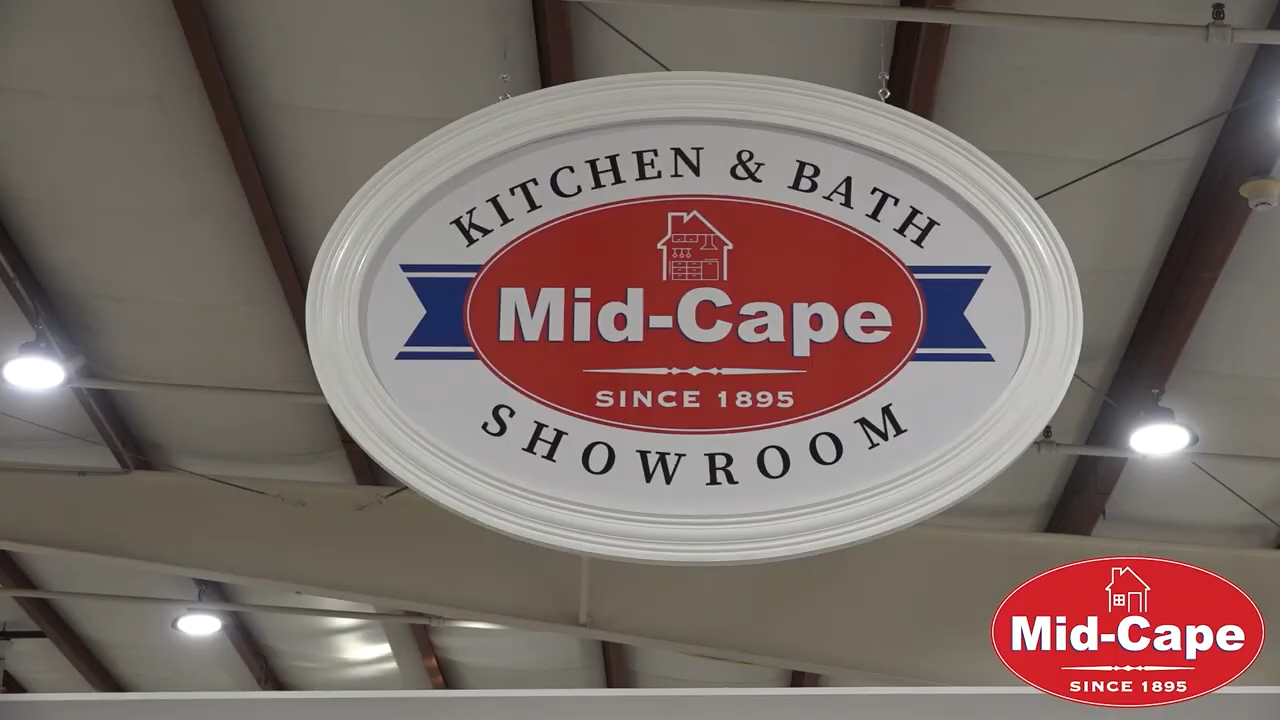 KITCHEN & BATH
Mid-Cape
SINCE 1895
SHOWROOM
Mid-Cape
SINCE 1895